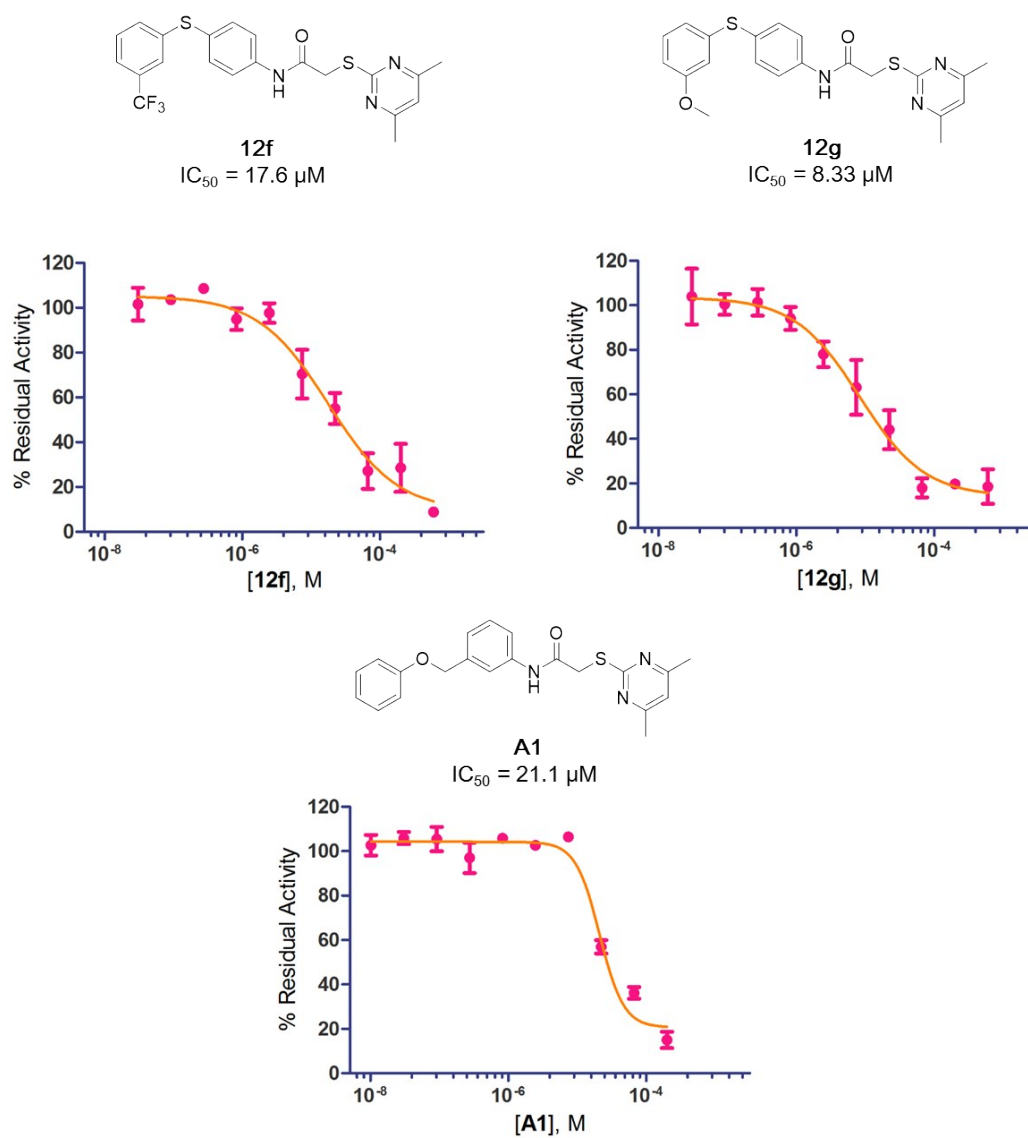 S
O
N
H
S
N
N
CF3
12f
IC50 = 17.6 µM
S
O
N
H
S
N
N
O
12g
IC50 = 8.33 µM
120
100
80
60
40
20
0
% Residual Activity
10-8
10-6
10-4
[12f], M
120
100
80
60
40
20
0
% Residual Activity
10-8
10-6
10-4
[12g], M
O
O
N
H
S
N
N
A1
IC50 = 21.1 µM
120
100
80
60
40
20
0
% Residual Activity
10-8
10-6
10-4
[A1], M